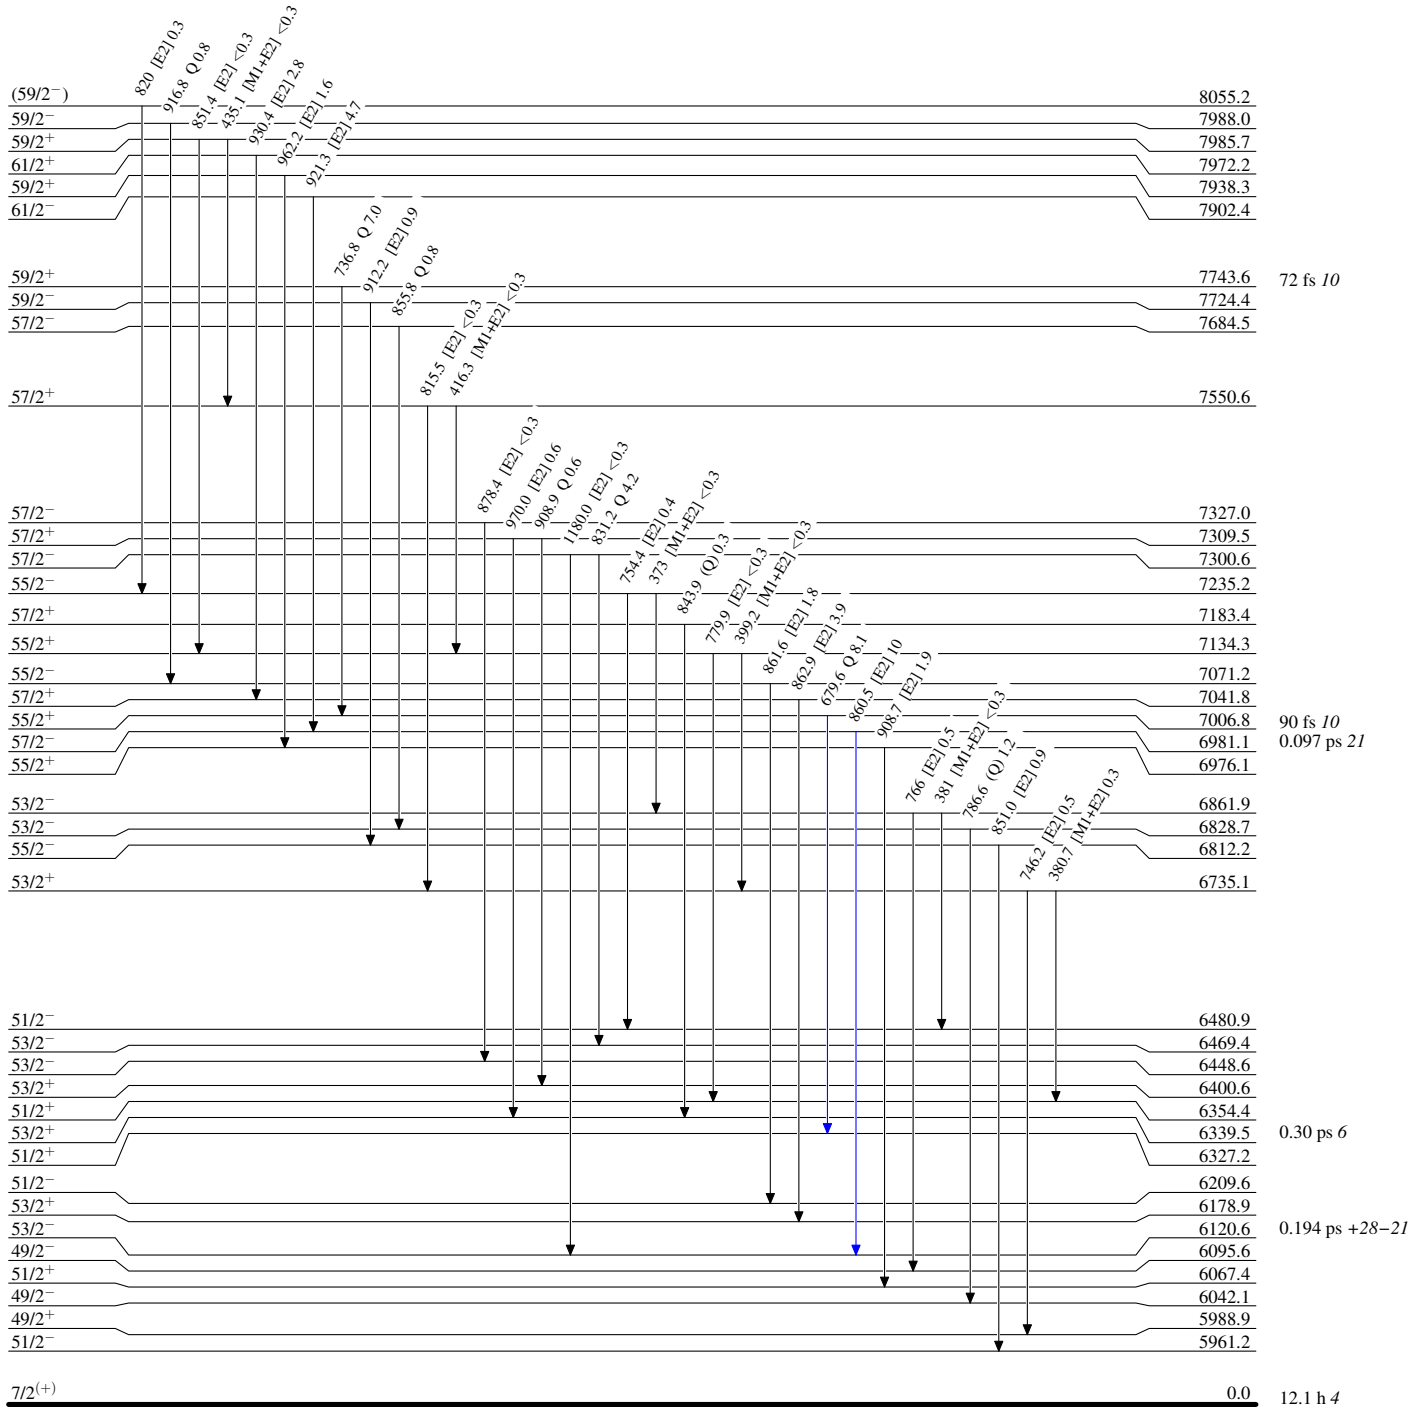 820 [E2] 0.3
916.8 Q 0.8
851.4 [E2] <0.3
435.1 [M1+E2] <0.3
930.4 [E2] 2.8
962.2 [E2] 1.6
921.3 [E2] 4.7
(59/2⁻) 8055.2
59/2⁻ 7988.0
59/2⁺ 7985.7
61/2⁺ 7972.2
59/2⁺ 7938.3
61/2⁻ 7902.4
736.8 Q 7.0
912.2 [E2] 0.9
855.8 Q 0.8
59/2⁺ 7743.6 72 fs 10
59/2⁻ 7724.4
57/2⁻ 7684.5
815.5 [E2] <0.3
416.3 [M1+E2] <0.3
57/2⁺ 7550.6
878.4 [E2] <0.3
970.0 [E2] 0.6
908.9 Q 0.6
1180.0 [E2] <0.3
831.2 Q 4.2
57/2⁻ 7327.0
57/2⁺ 7309.5
57/2⁻ 7300.6
754.4 [E2] 0.4
373 [M1+E2] <0.3
55/2⁻ 7235.2
843.9 (Q) 0.3
57/2⁺ 7183.4
779.9 [E2] <0.3
399.2 [M1+E2] <0.3
55/2⁺ 7134.3
861.6 [E2] 1.8
862.9 [E2] 3.9
679.6 Q 8.1
860.5 [E2] 10
908.7 [E2] 1.9
55/2⁻ 7071.2
57/2⁺ 7041.8
55/2⁺ 7006.8 90 fs 10
57/2⁻ 6981.1 0.097 ps 21
55/2⁺ 6976.1
766 [E2] 0.5
381 [M1+E2] <0.3
786.6 (Q) 1.2
851.0 [E2] 0.9
53/2⁻ 6861.9
53/2⁻ 6828.7
55/2⁻ 6812.2
746.2 [E2] 0.5
380.7 [M1+E2] 0.3
53/2⁺ 6735.1
51/2⁻ 6480.9
53/2⁻ 6469.4
53/2⁻ 6448.6
53/2⁺ 6400.6
51/2⁺ 6354.4
53/2⁺ 6339.5 0.30 ps 6
51/2⁺ 6327.2
51/2⁻ 6209.6
53/2⁺ 6178.9
53/2⁻ 6120.6 0.194 ps +28−21
49/2⁻ 6095.6
51/2⁺ 6067.4
49/2⁻ 6042.1
49/2⁺ 5988.9
51/2⁻ 5961.2
7/2⁽⁺⁾ 0.0 12.1 h 4